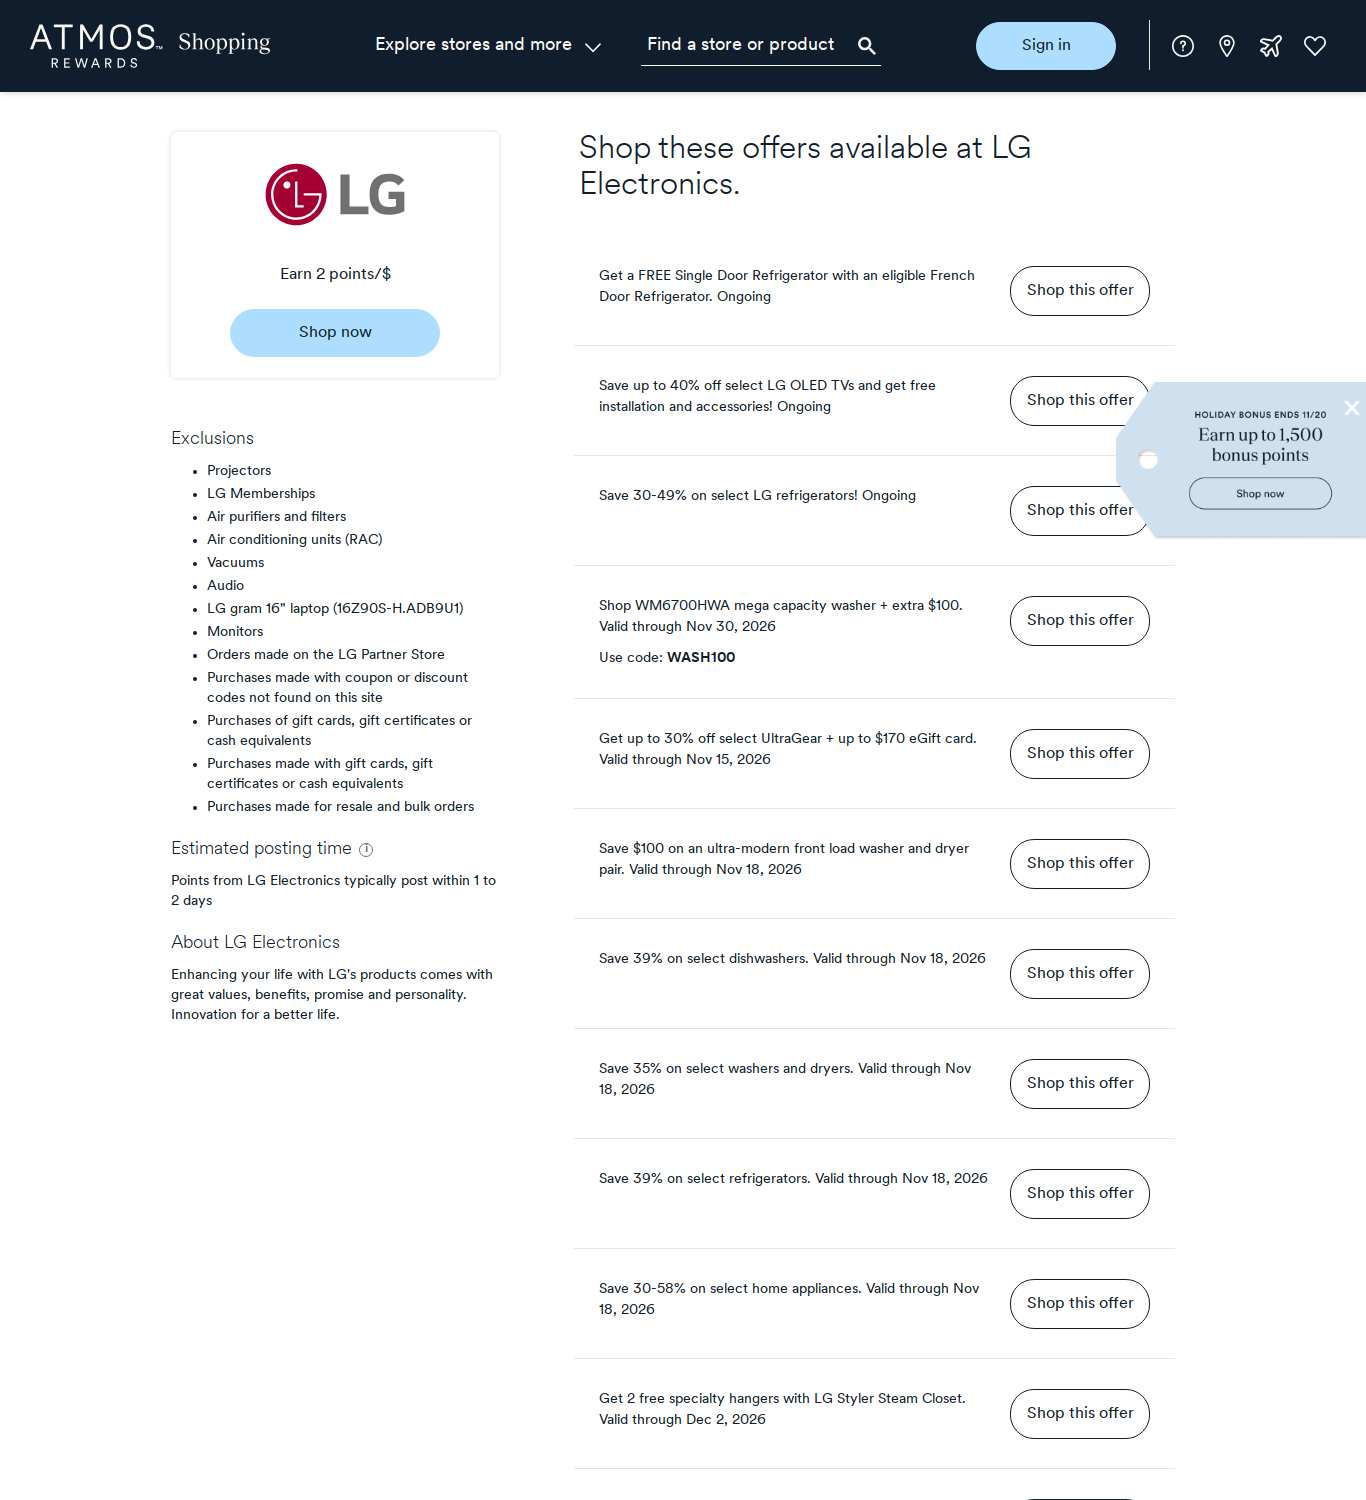 ATMOS™ Shopping
REWARDS
Explore stores and more
Find a store or product
Sign in
LG
Earn 2 points/$
Shop now
Exclusions
• Projectors
• LG Memberships
• Air purifiers and filters
• Air conditioning units (RAC)
• Vacuums
• Audio
• LG gram 16" laptop (16Z90S-H.ADB9U1)
• Monitors
• Orders made on the LG Partner Store
• Purchases made with coupon or discount
codes not found on this site
• Purchases of gift cards, gift certificates or
cash equivalents
• Purchases made with gift cards, gift
certificates or cash equivalents
• Purchases made for resale and bulk orders
Estimated posting time
Points from LG Electronics typically post within 1 to
2 days
About LG Electronics
Enhancing your life with LG's products comes with
great values, benefits, promise and personality.
Innovation for a better life.
Shop these offers available at LG
Electronics.
Get a FREE Single Door Refrigerator with an eligible French
Door Refrigerator. Ongoing
Shop this offer
Save up to 40% off select LG OLED TVs and get free
installation and accessories! Ongoing
Shop this offer
Save 30-49% on select LG refrigerators! Ongoing
Shop this offer
Shop WM6700HWA mega capacity washer + extra $100.
Valid through Nov 30, 2026
Use code: WASH100
Shop this offer
Get up to 30% off select UltraGear + up to $170 eGift card.
Valid through Nov 15, 2026
Shop this offer
Save $100 on an ultra-modern front load washer and dryer
pair. Valid through Nov 18, 2026
Shop this offer
Save 39% on select dishwashers. Valid through Nov 18, 2026
Shop this offer
Save 35% on select washers and dryers. Valid through Nov
18, 2026
Shop this offer
Save 39% on select refrigerators. Valid through Nov 18, 2026
Shop this offer
Save 30-58% on select home appliances. Valid through Nov
18, 2026
Shop this offer
Get 2 free specialty hangers with LG Styler Steam Closet.
Valid through Dec 2, 2026
Shop this offer
HOLIDAY BONUS ENDS 11/20
Earn up to 1,500
bonus points
Shop now